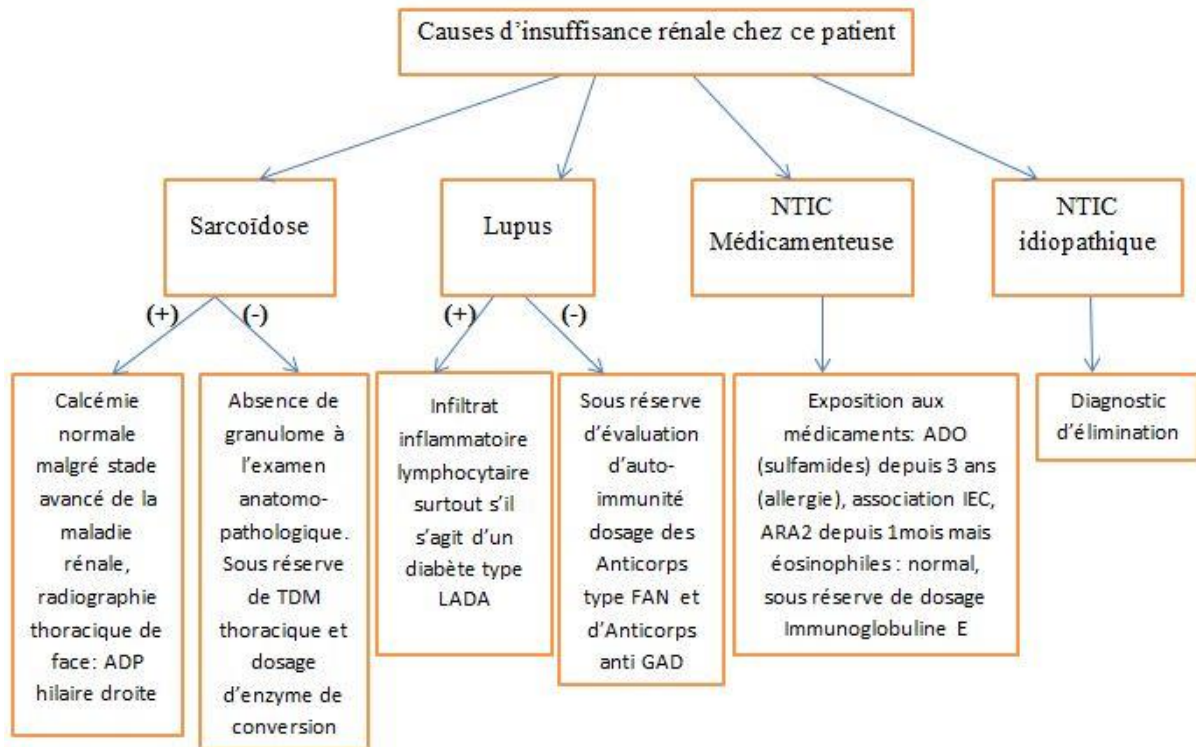 Causes d’insuffisance rénale chez ce patient
Sarcoïdose
Lupus
NTIC
Médicamenteuse
NTIC
idiopathique
(+)
(-)
(+)
(-)
Calcémie
normale
malgré stade
avancé de la
maladie
rénale,
radiographie
thoracique de
face: ADP
hilaire droite
Absence de
granulome à
l’examen
anatomo-
pathologique.
Sous réserve
de TDM
thoracique et
dosage
d’enzyme de
conversion
Infiltrat
inflammatoire
lymphocytaire
surtout s’il
s’agit d’un
diabète type
LADA
Sous réserve
d’évaluation
d’auto-
immunité
dosage des
Anticorps
type FAN et
d’Anticorps
anti GAD
Exposition aux
médicaments: ADO
(sulfamides) depuis 3 ans
(allergie), association IEC,
ARA2 depuis 1mois mais
éosinophiles : normal,
sous réserve de dosage
Immunoglobuline E
Diagnostic
d’élimination